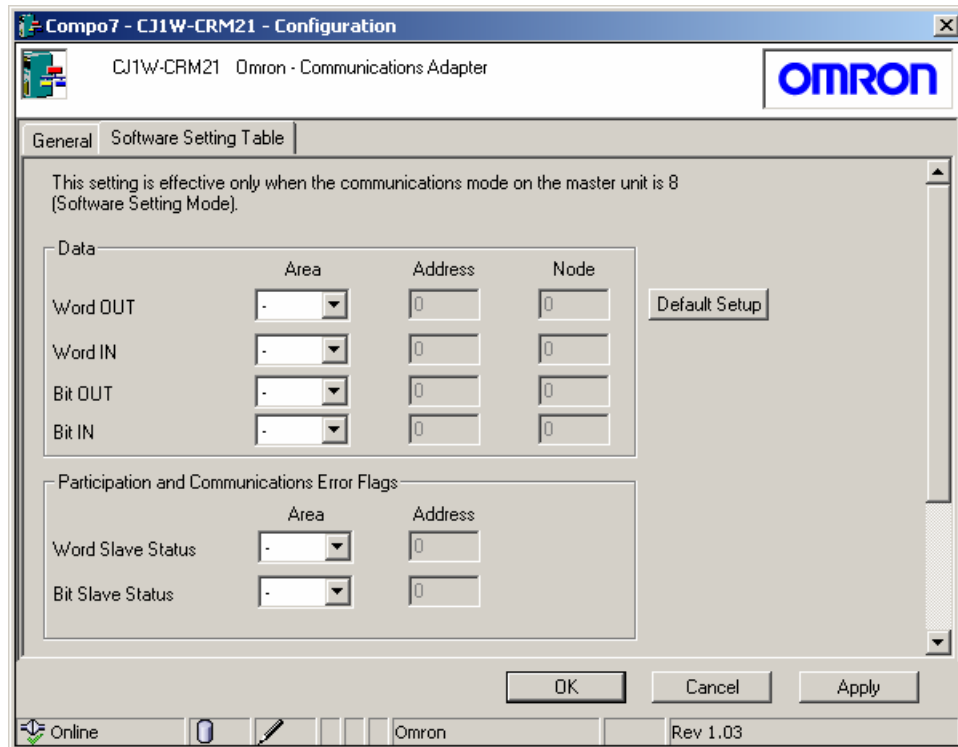 Compo7 - CJ1W-CRM21 - Configuration
CJ1W-CRM21 Omron - Communications Adapter
OMRON
General Software Setting Table
This setting is effective only when the communications mode on the master unit is 8
(Software Setting Mode).
Data
Area Address Node
Word OUT - 0 0 Default Setup
Word IN - 0 0
Bit OUT - 0 0
Bit IN - 0 0
Participation and Communications Error Flags
Area Address
Word Slave Status - 0
Bit Slave Status - 0
OK Cancel Apply
Online Omron Rev 1.03